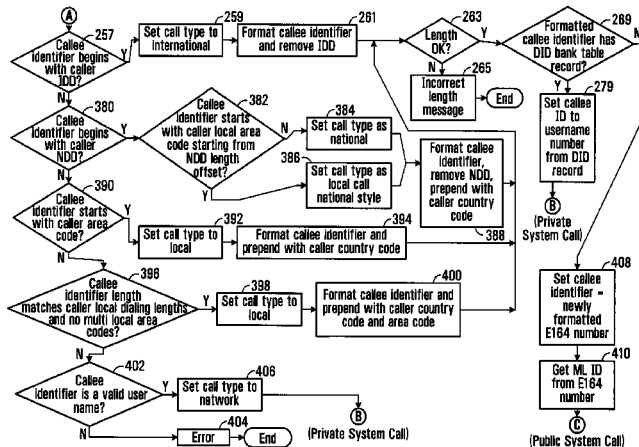 A
257
Callee
identifier begins
with caller
IDD?
Y
N
259
Set call type to
international
261
Format callee identifier
and remove IDD
263
Length
OK?
Y
N
265
Incorrect
length
message
End
269
Formatted
callee identifier has
DID bank table
record?
N
Y
279
Set callee
ID to
username
number
from DID
record
B
(Private
System Call)
380
Callee
identifier begins
with caller
NDD?
Y
N
382
Callee
identifier starts
with caller local area
code starting from
NDD length
offset?
N
Y
384
Set call type as
national
386
Set call type as
local call
national style
Format callee
identifier,
remove NDD,
prepend with
caller country
code
388
390
Callee
identifier starts
with caller area
code?
Y
N
392
Set call type to
local
394
Format callee identifier and
prepend with caller country code
396
Callee
identifier length
matches caller local dialing lengths
and no multi local area
codes?
Y
N
398
Set call type to
local
400
Format callee identifier and
prepend with caller country
code and area code
402
Callee
identifier is a valid user
name?
Y
N
406
Set call type to
network
B
(Private System Call)
404
Error
End
408
Set callee
identifier =
newly
formatted
E164 number
410
Get ML ID
from E164
number
C
(Public System Call)